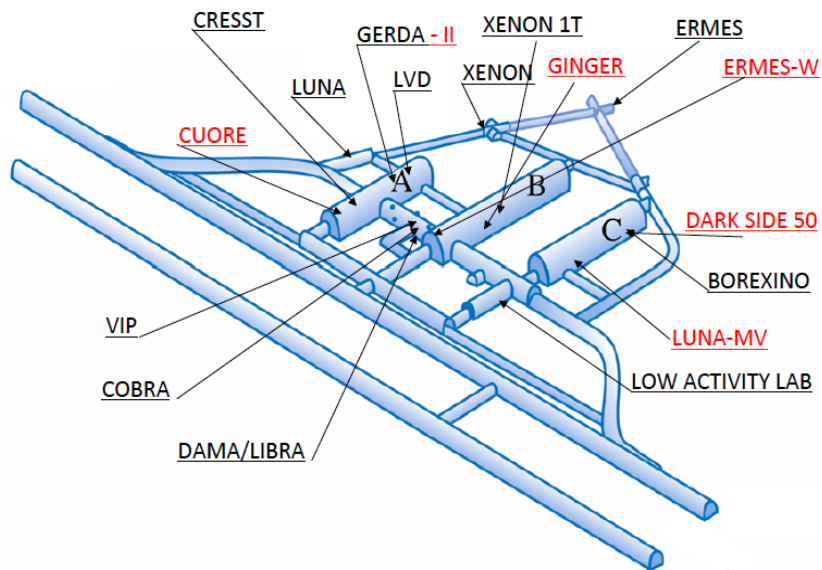 CRESST
GERDA - II
XENON 1T
ERMES
LUNA
LVD
XENON
GINGER
ERMES-W
CUORE
A
B
C
DARK SIDE 50
BOREXINO
VIP
LUNA-MV
COBRA
LOW ACTIVITY LAB
DAMA/LIBRA